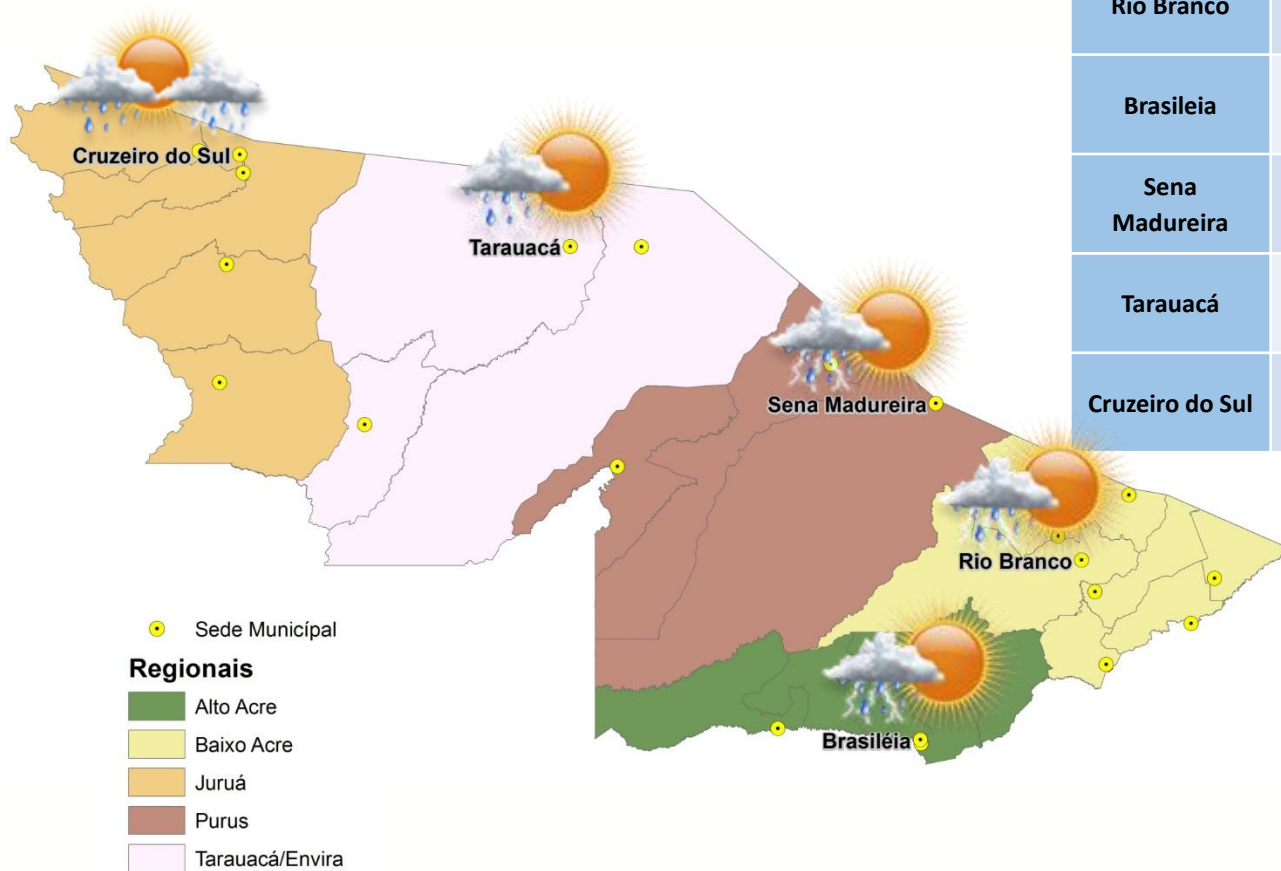 Rio Branco
Brasileia
Sena
Madureira
Tarauacá
Cruzeiro do Sul
Cruzeiro do Sul
Tarauacá
Sena Madureira
Rio Branco
Brasiléia
Sede Municípal
Regionais
Alto Acre
Baixo Acre
Juruá
Purus
Tarauacá/Envira